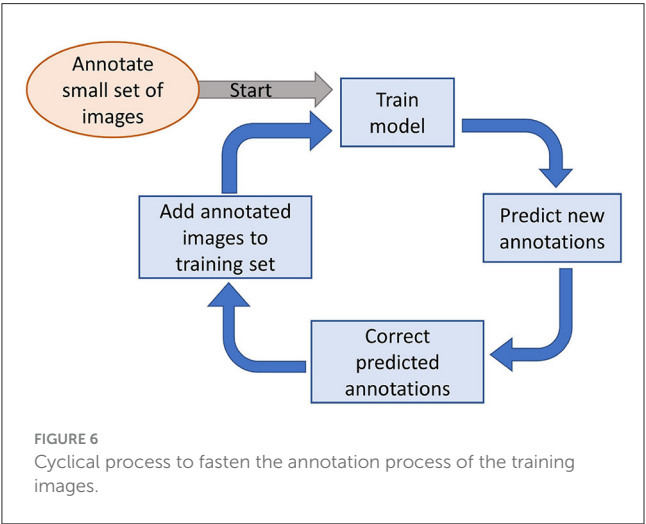 Annotate
small set of
images
Start
Train
model
Predict new
annotations
Correct
predicted
annotations
Add annotated
images to
training set
FIGURE 6
Cyclical process to fasten the annotation process of the training
images.